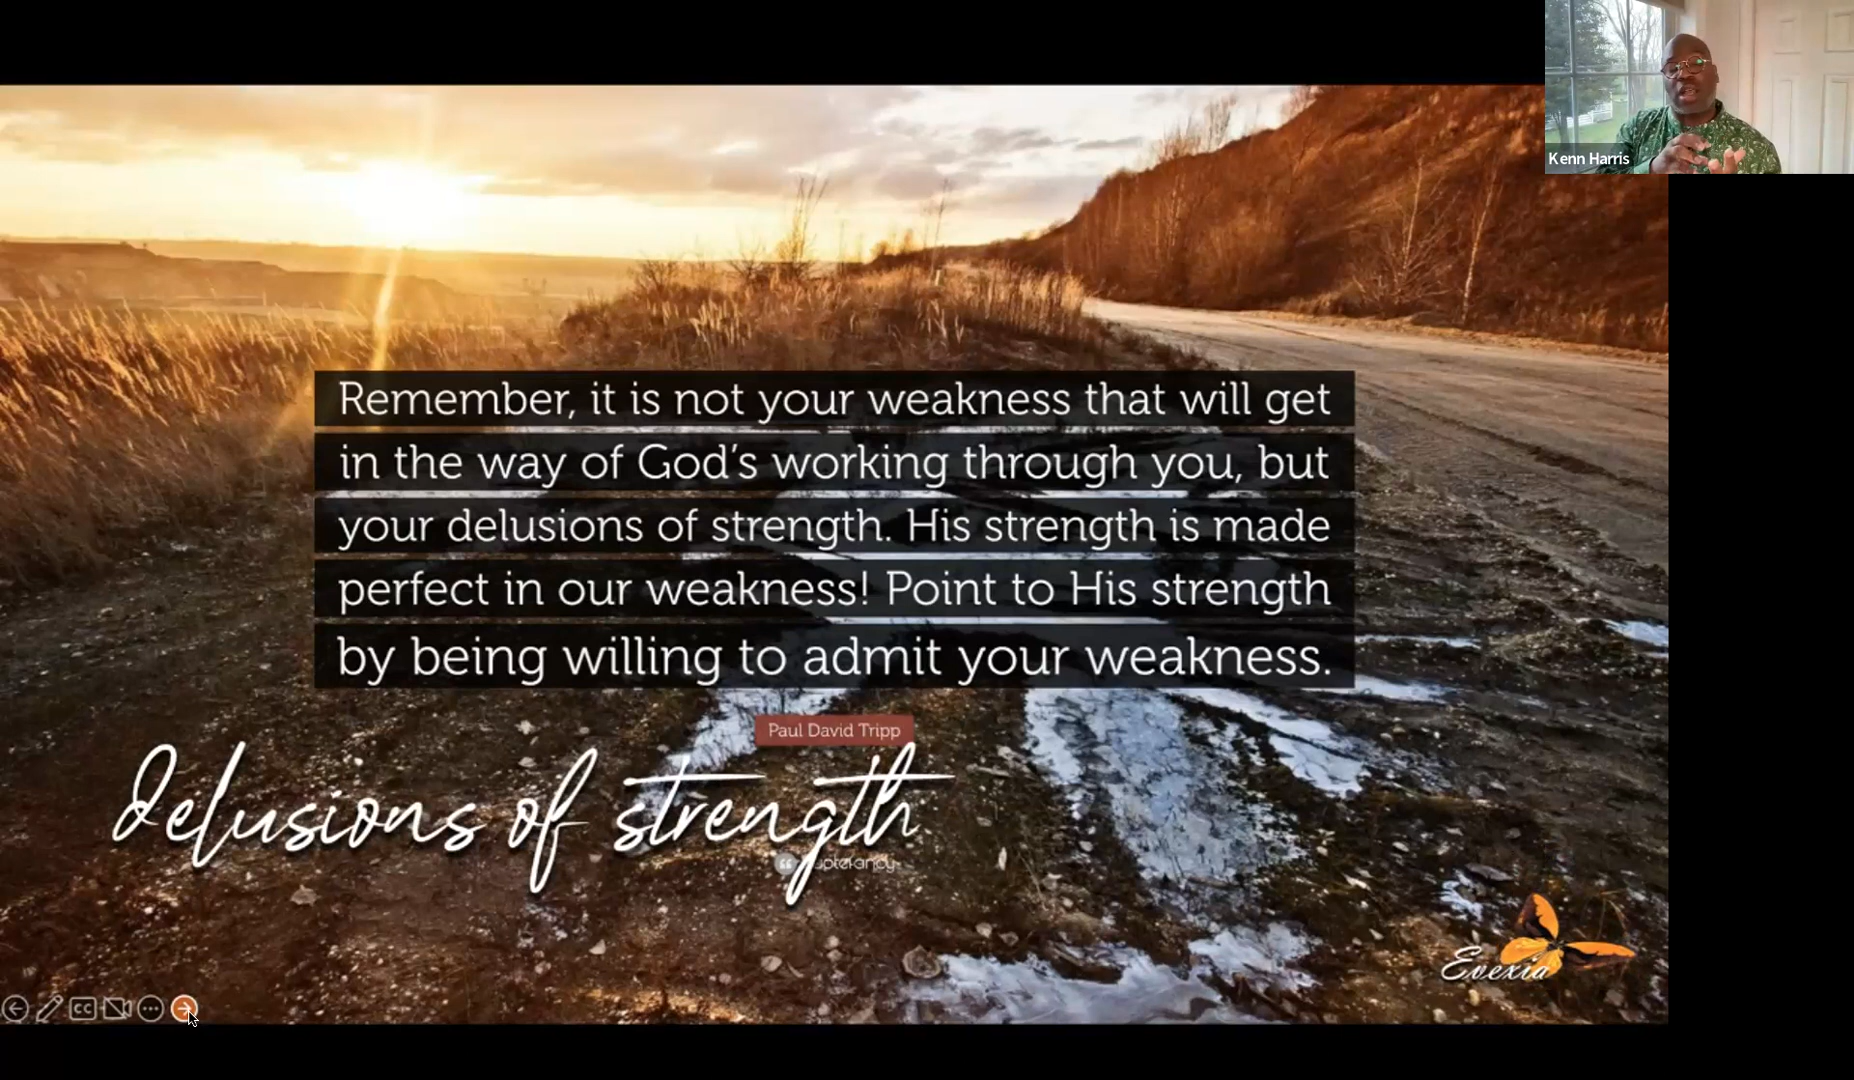 Kenn Harris
Remember, it is not your weakness that will get
in the way of God's working through you, but
your delusions of strength. His strength is made
perfect in our weakness! Point to His strength
by being willing to admit your weakness.
Paul David Tripp
delusions of strength
Evexia
CC